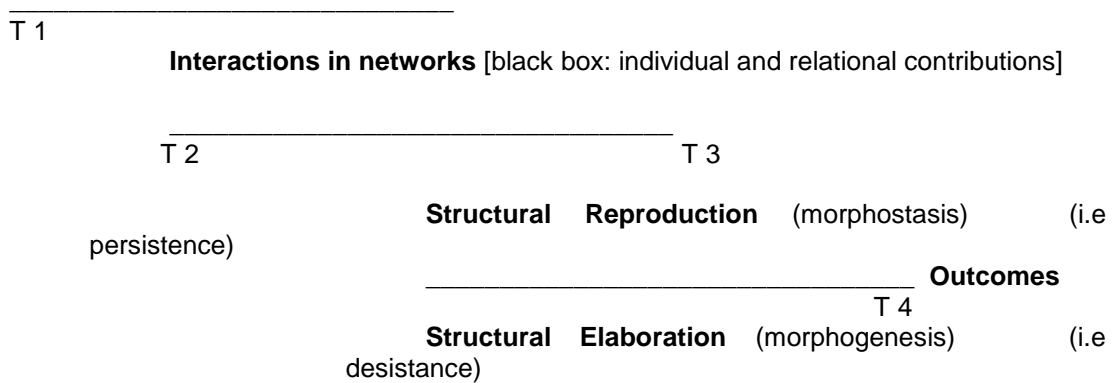 T 1
Interactions in networks [black box: individual and relational contributions]
T 2 T 3
Structural Reproduction (morphostasis) (i.e
persistence)
Outcomes
T 4
Structural Elaboration (morphogenesis) (i.e
desistance)